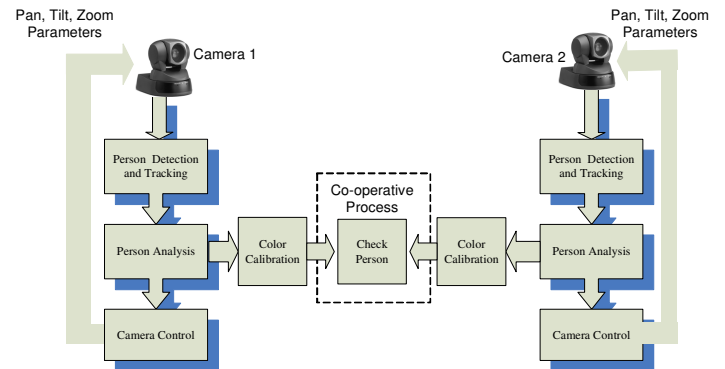 Pan, Tilt, Zoom
Parameters
Camera 1
Person Detection
and Tracking
Person Analysis
Camera Control
Color
Calibration
Co-operative
Process
Check
Person
Color
Calibration
Pan, Tilt, Zoom
Parameters
Camera 2
Person Detection
and Tracking
Person Analysis
Camera Control